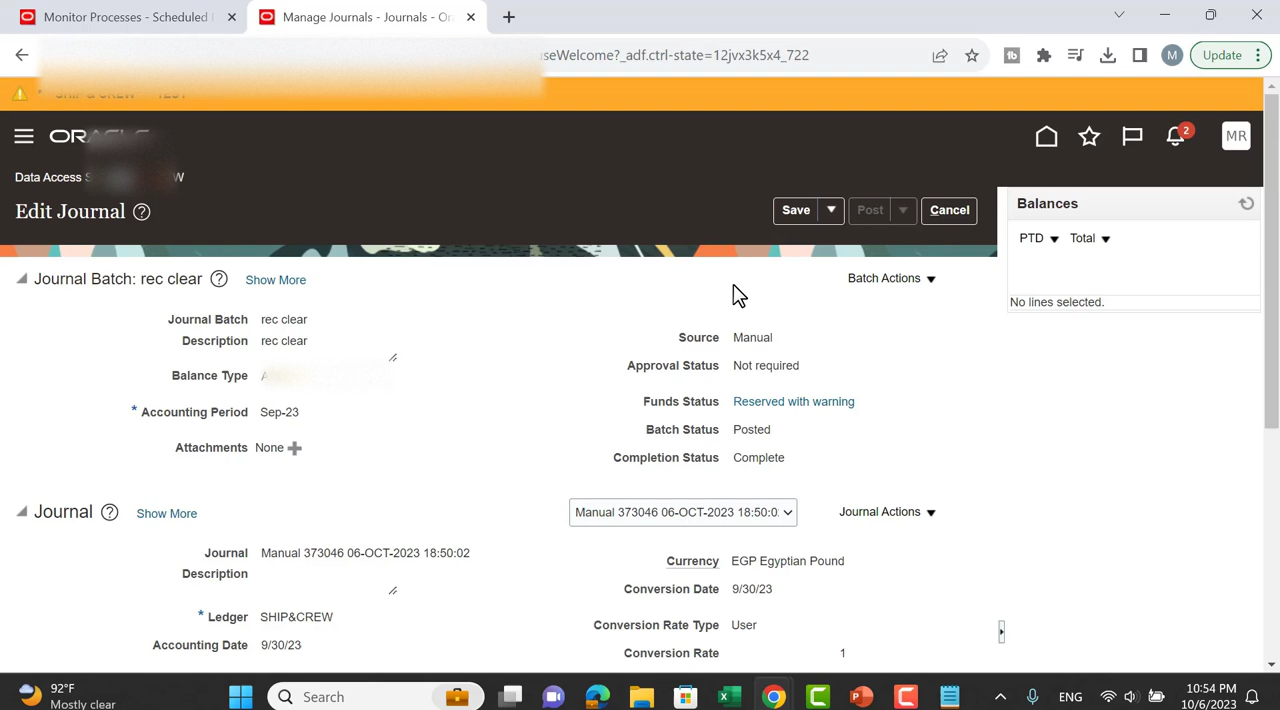 Monitor Processes - Scheduled
Manage Journals - Journals - Or
useWelcome?_adf.ctrl-state=12jvx3k5x4_722
M
Update
2
MR
Data Access
Edit Journal
Save
Post
Cancel
Balances
PTD Total
No lines selected.
Journal Batch: rec clear
Show More
Batch Actions
Journal Batch rec clear
Description rec clear
Balance Type
* Accounting Period Sep-23
Attachments None
Source Manual
Approval Status Not required
Funds Status Reserved with warning
Batch Status Posted
Completion Status Complete
Journal
Show More
Manual 373046 06-OCT-2023 18:50:0
Journal Actions
Journal Manual 373046 06-OCT-2023 18:50:02
Description
* Ledger SHIP&CREW
Accounting Date 9/30/23
Currency EGP Egyptian Pound
Conversion Date 9/30/23
Conversion Rate Type User
Conversion Rate 1
92°F
Mostly clear
Search
ENG
10:54 PM
10/6/2023